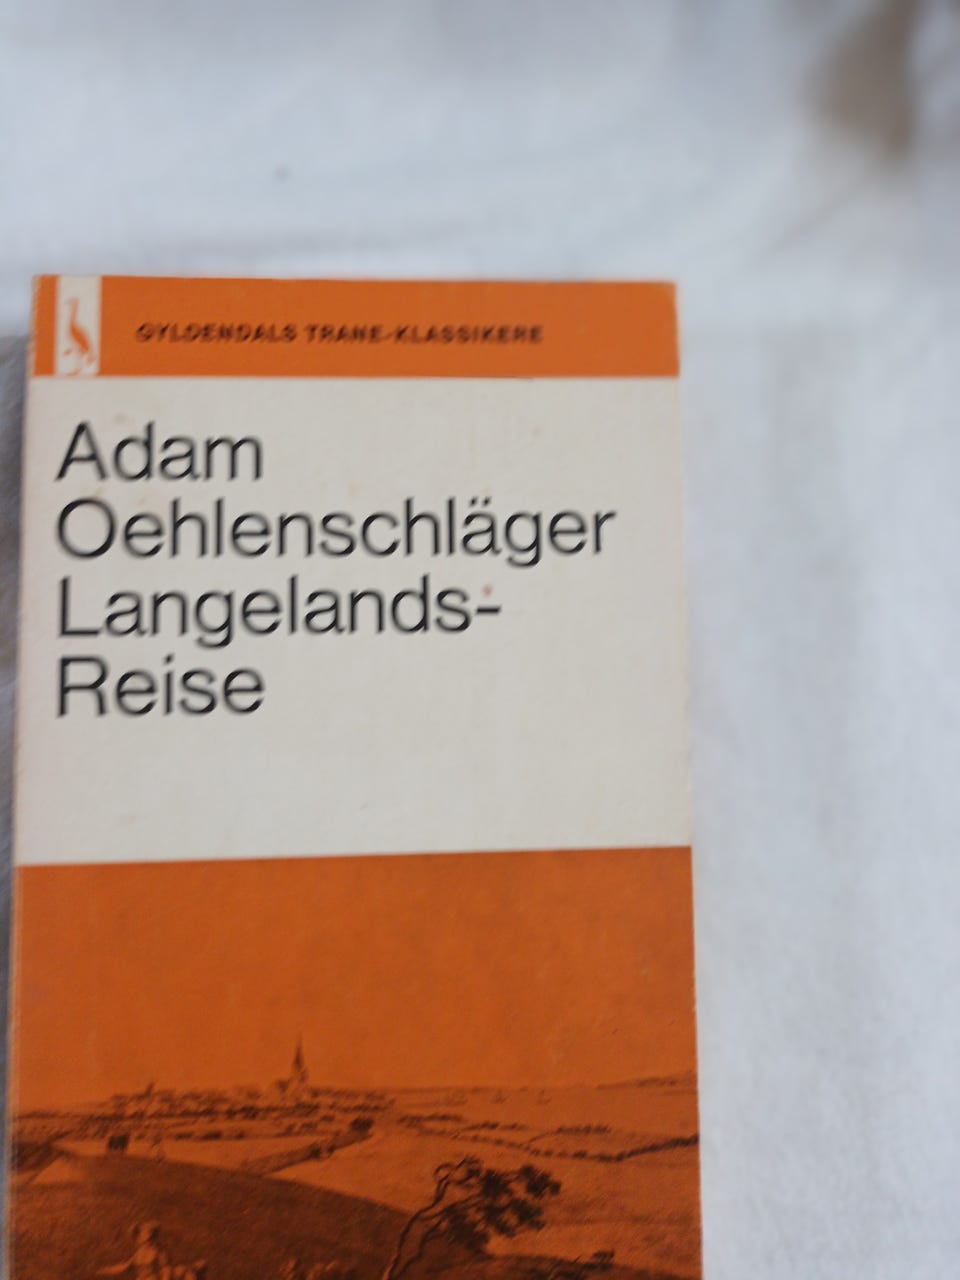 GYLDENDALS TRANE-KLASSIKERE
Adam
Oehlenschläger
Langelands-
Reise